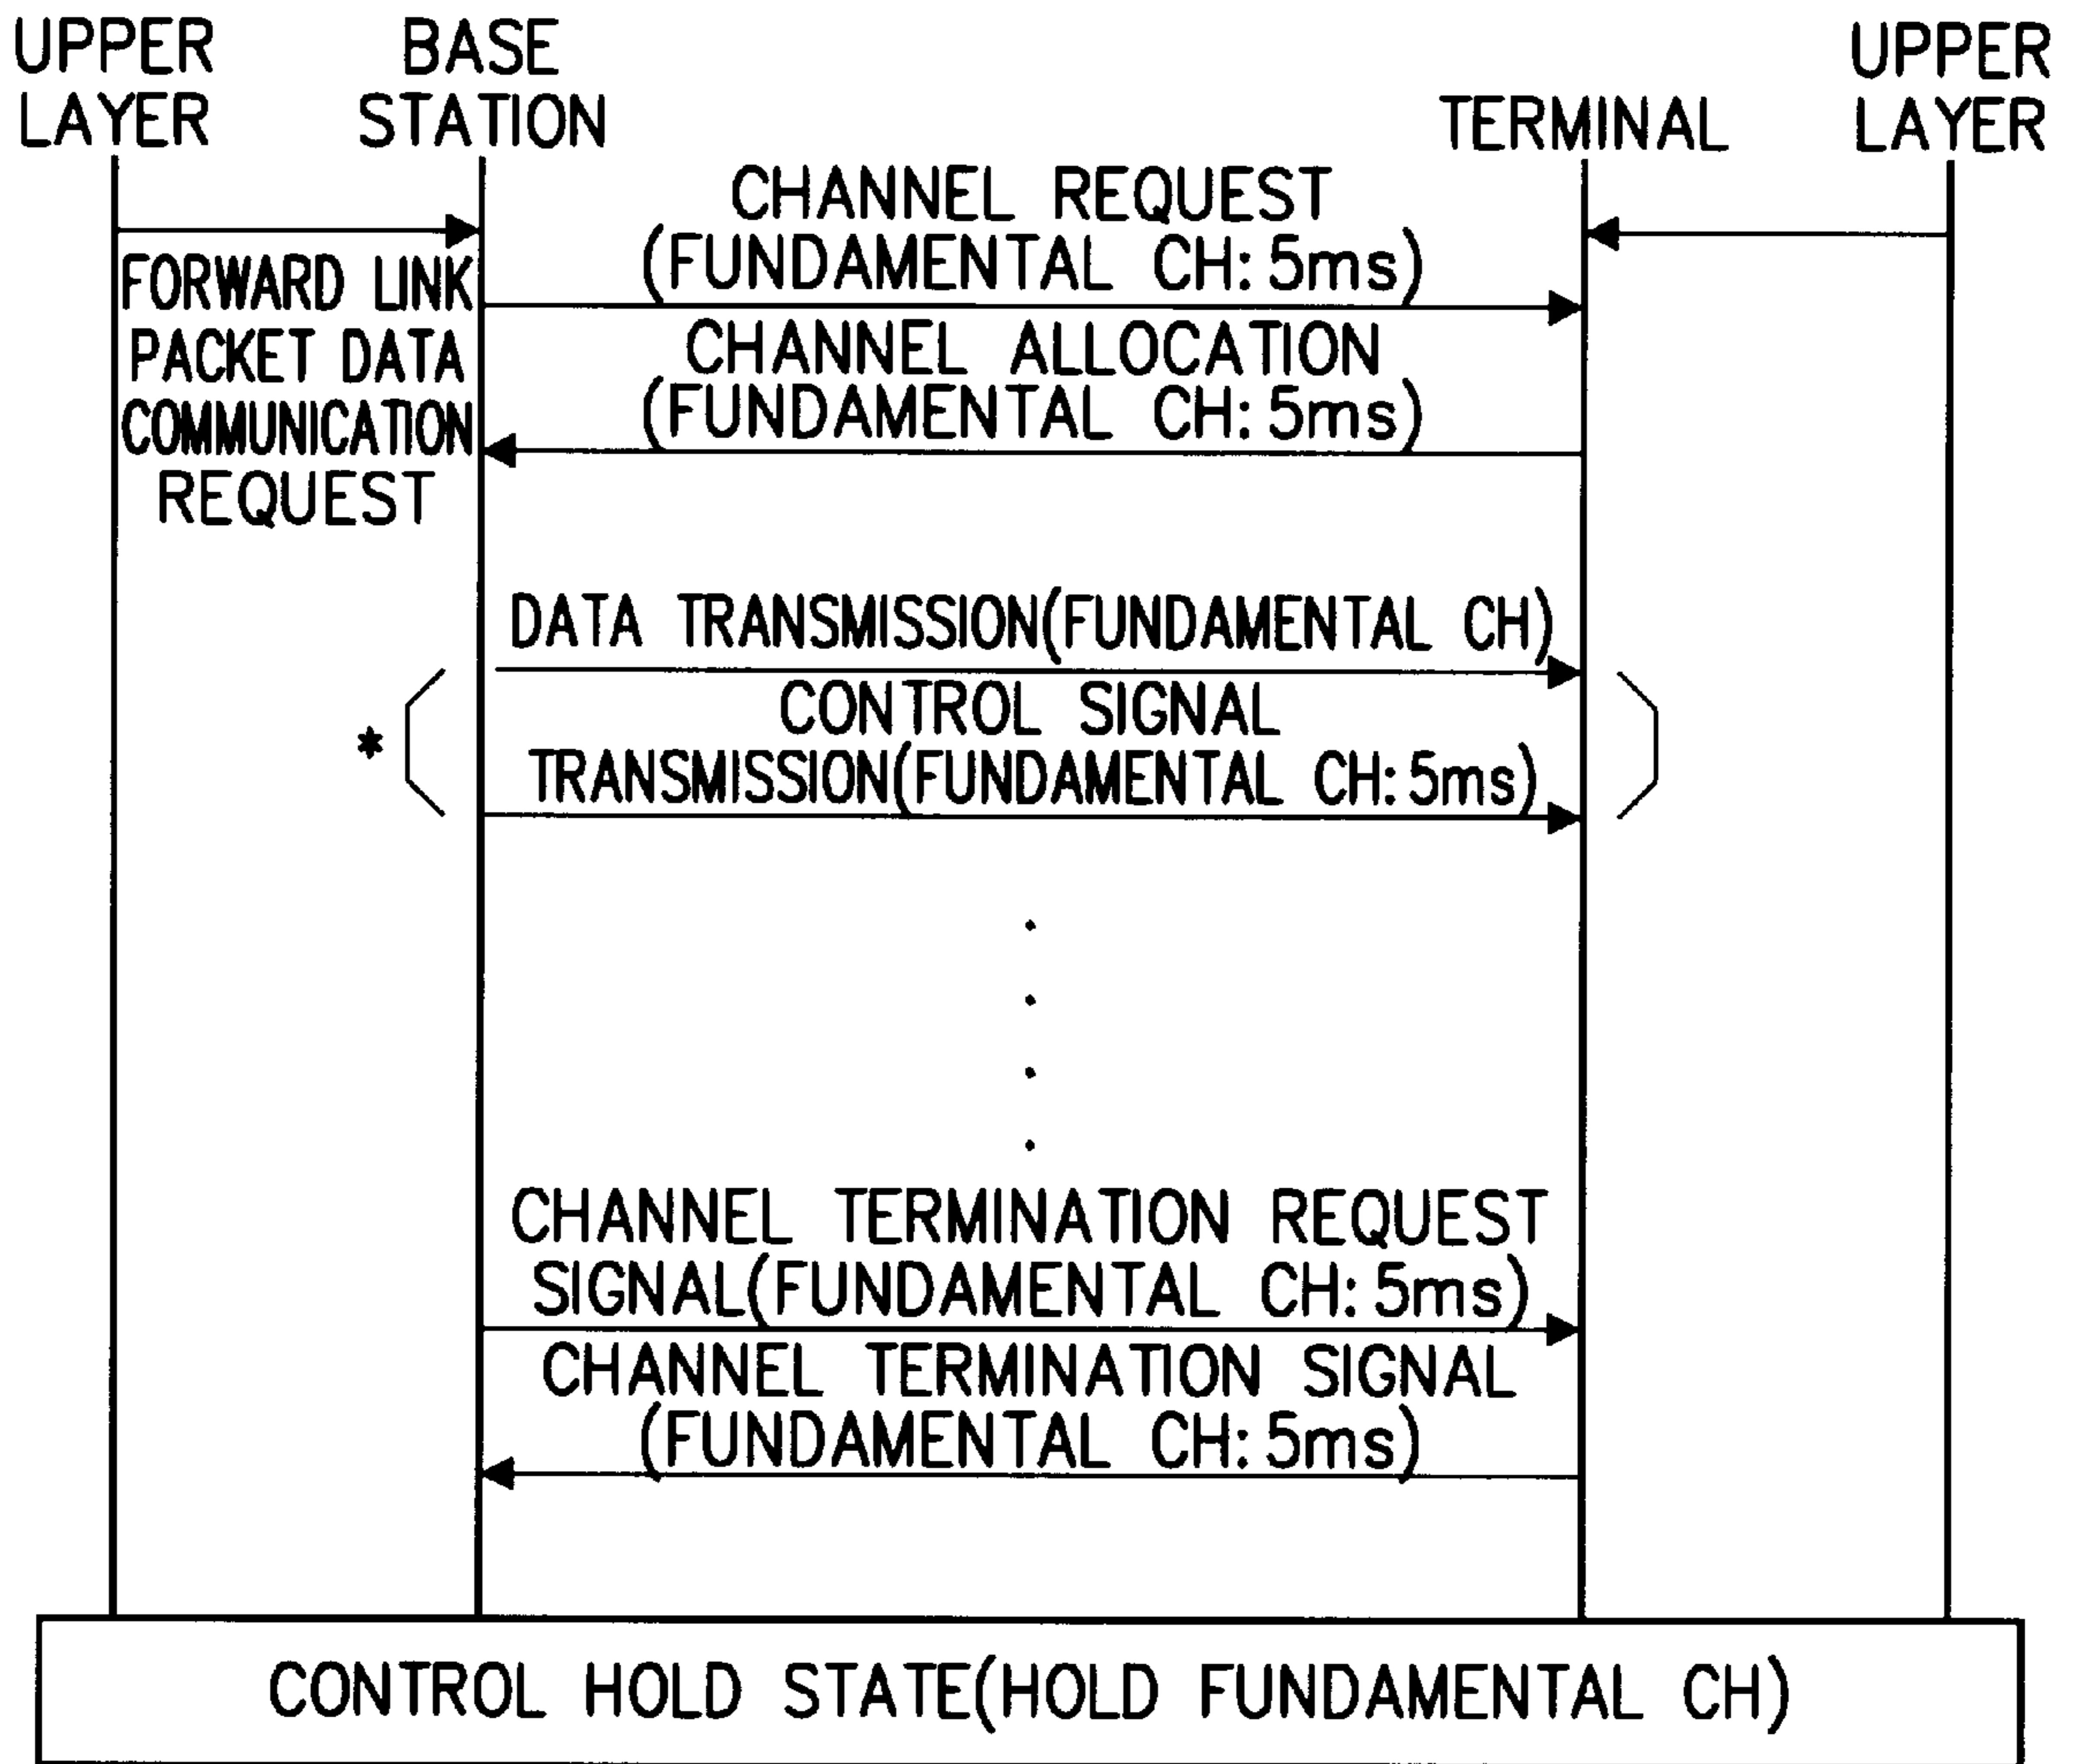 UPPER
LAYER
BASE
STATION
TERMINAL
UPPER
LAYER
CHANNEL REQUEST
(FUNDAMENTAL CH: 5ms)
FORWARD LINK
PACKET DATA
COMMUNICATION
REQUEST
CHANNEL ALLOCATION
(FUNDAMENTAL CH: 5ms)
DATA TRANSMISSION(FUNDAMENTAL CH)
*
CONTROL SIGNAL
TRANSMISSION(FUNDAMENTAL CH: 5ms)
CHANNEL TERMINATION REQUEST
SIGNAL(FUNDAMENTAL CH: 5ms)
CHANNEL TERMINATION SIGNAL
(FUNDAMENTAL CH: 5ms)
CONTROL HOLD STATE(HOLD FUNDAMENTAL CH)